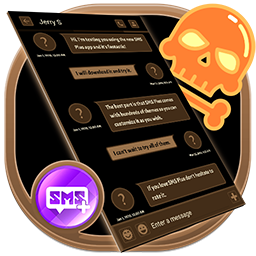 Jerry S
Hi, I'm texting you using the new SMS
Plus app and it's fantastic!
I will download it and try it.
The best part is that SMS Plus comes
with hundreds of themes so you can
customize it as you wish.
I can't wait to try all of them.
If you love SMS Plus don't hesitate to
rate it.
Enter a message
SMS